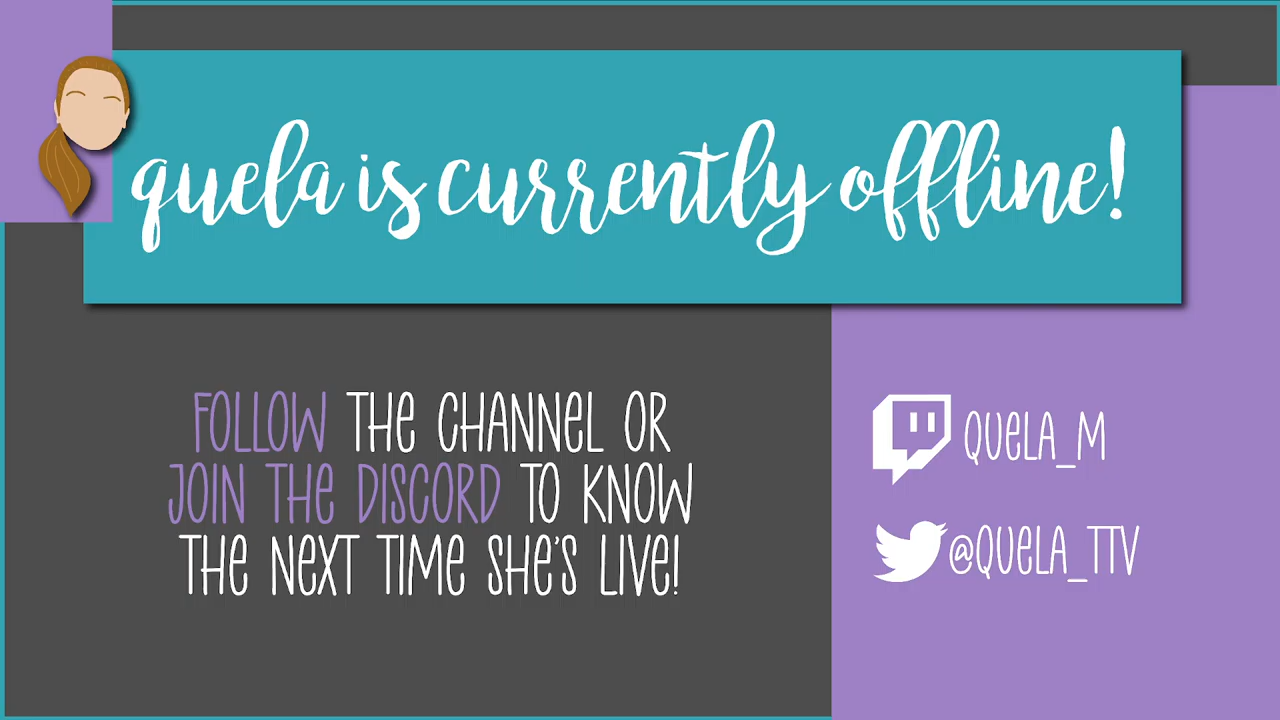 quela is currently offline!
FOLLOW THE CHANNEL OR
JOIN THE DISCORD TO KNOW
THE NEXT TIME SHE'S LIVE!
QUELA_M
@QUELA_TTV